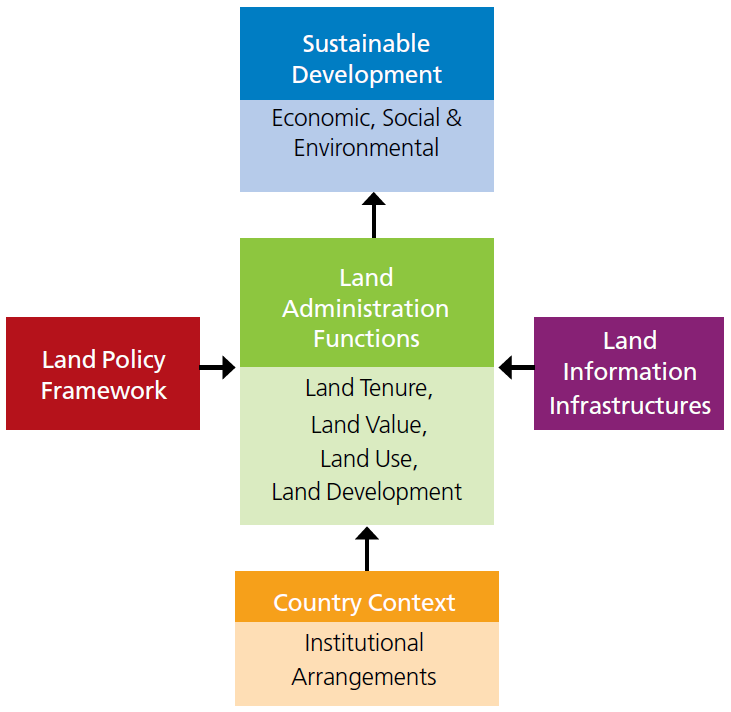 Sustainable
Development
Economic, Social &
Environmental
Land
Administration
Functions
Land Tenure,
Land Value,
Land Use,
Land Development
Land Policy
Framework
Land
Information
Infrastructures
Country Context
Institutional
Arrangements